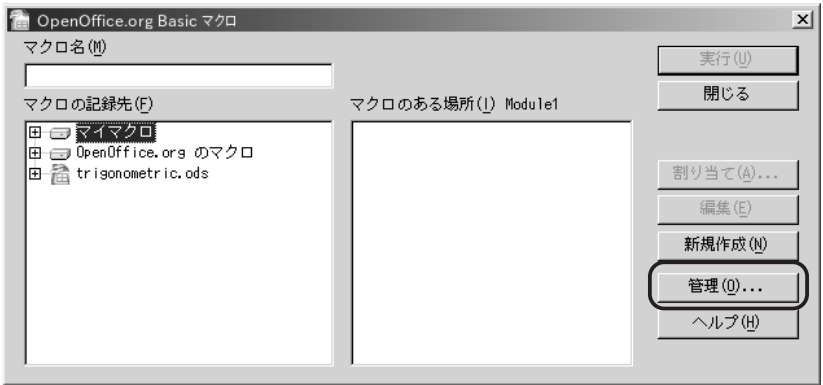 OpenOffice.org Basic マクロ
マクロ名(M)
実行(U)
閉じる
マクロの記録先(F)
マクロのある場所(I) Module1
マイマクロ
OpenOffice.org のマクロ
trigonometric.ods
割り当て(A)...
編集(E)
新規作成(N)
管理(O)...
ヘルプ(H)